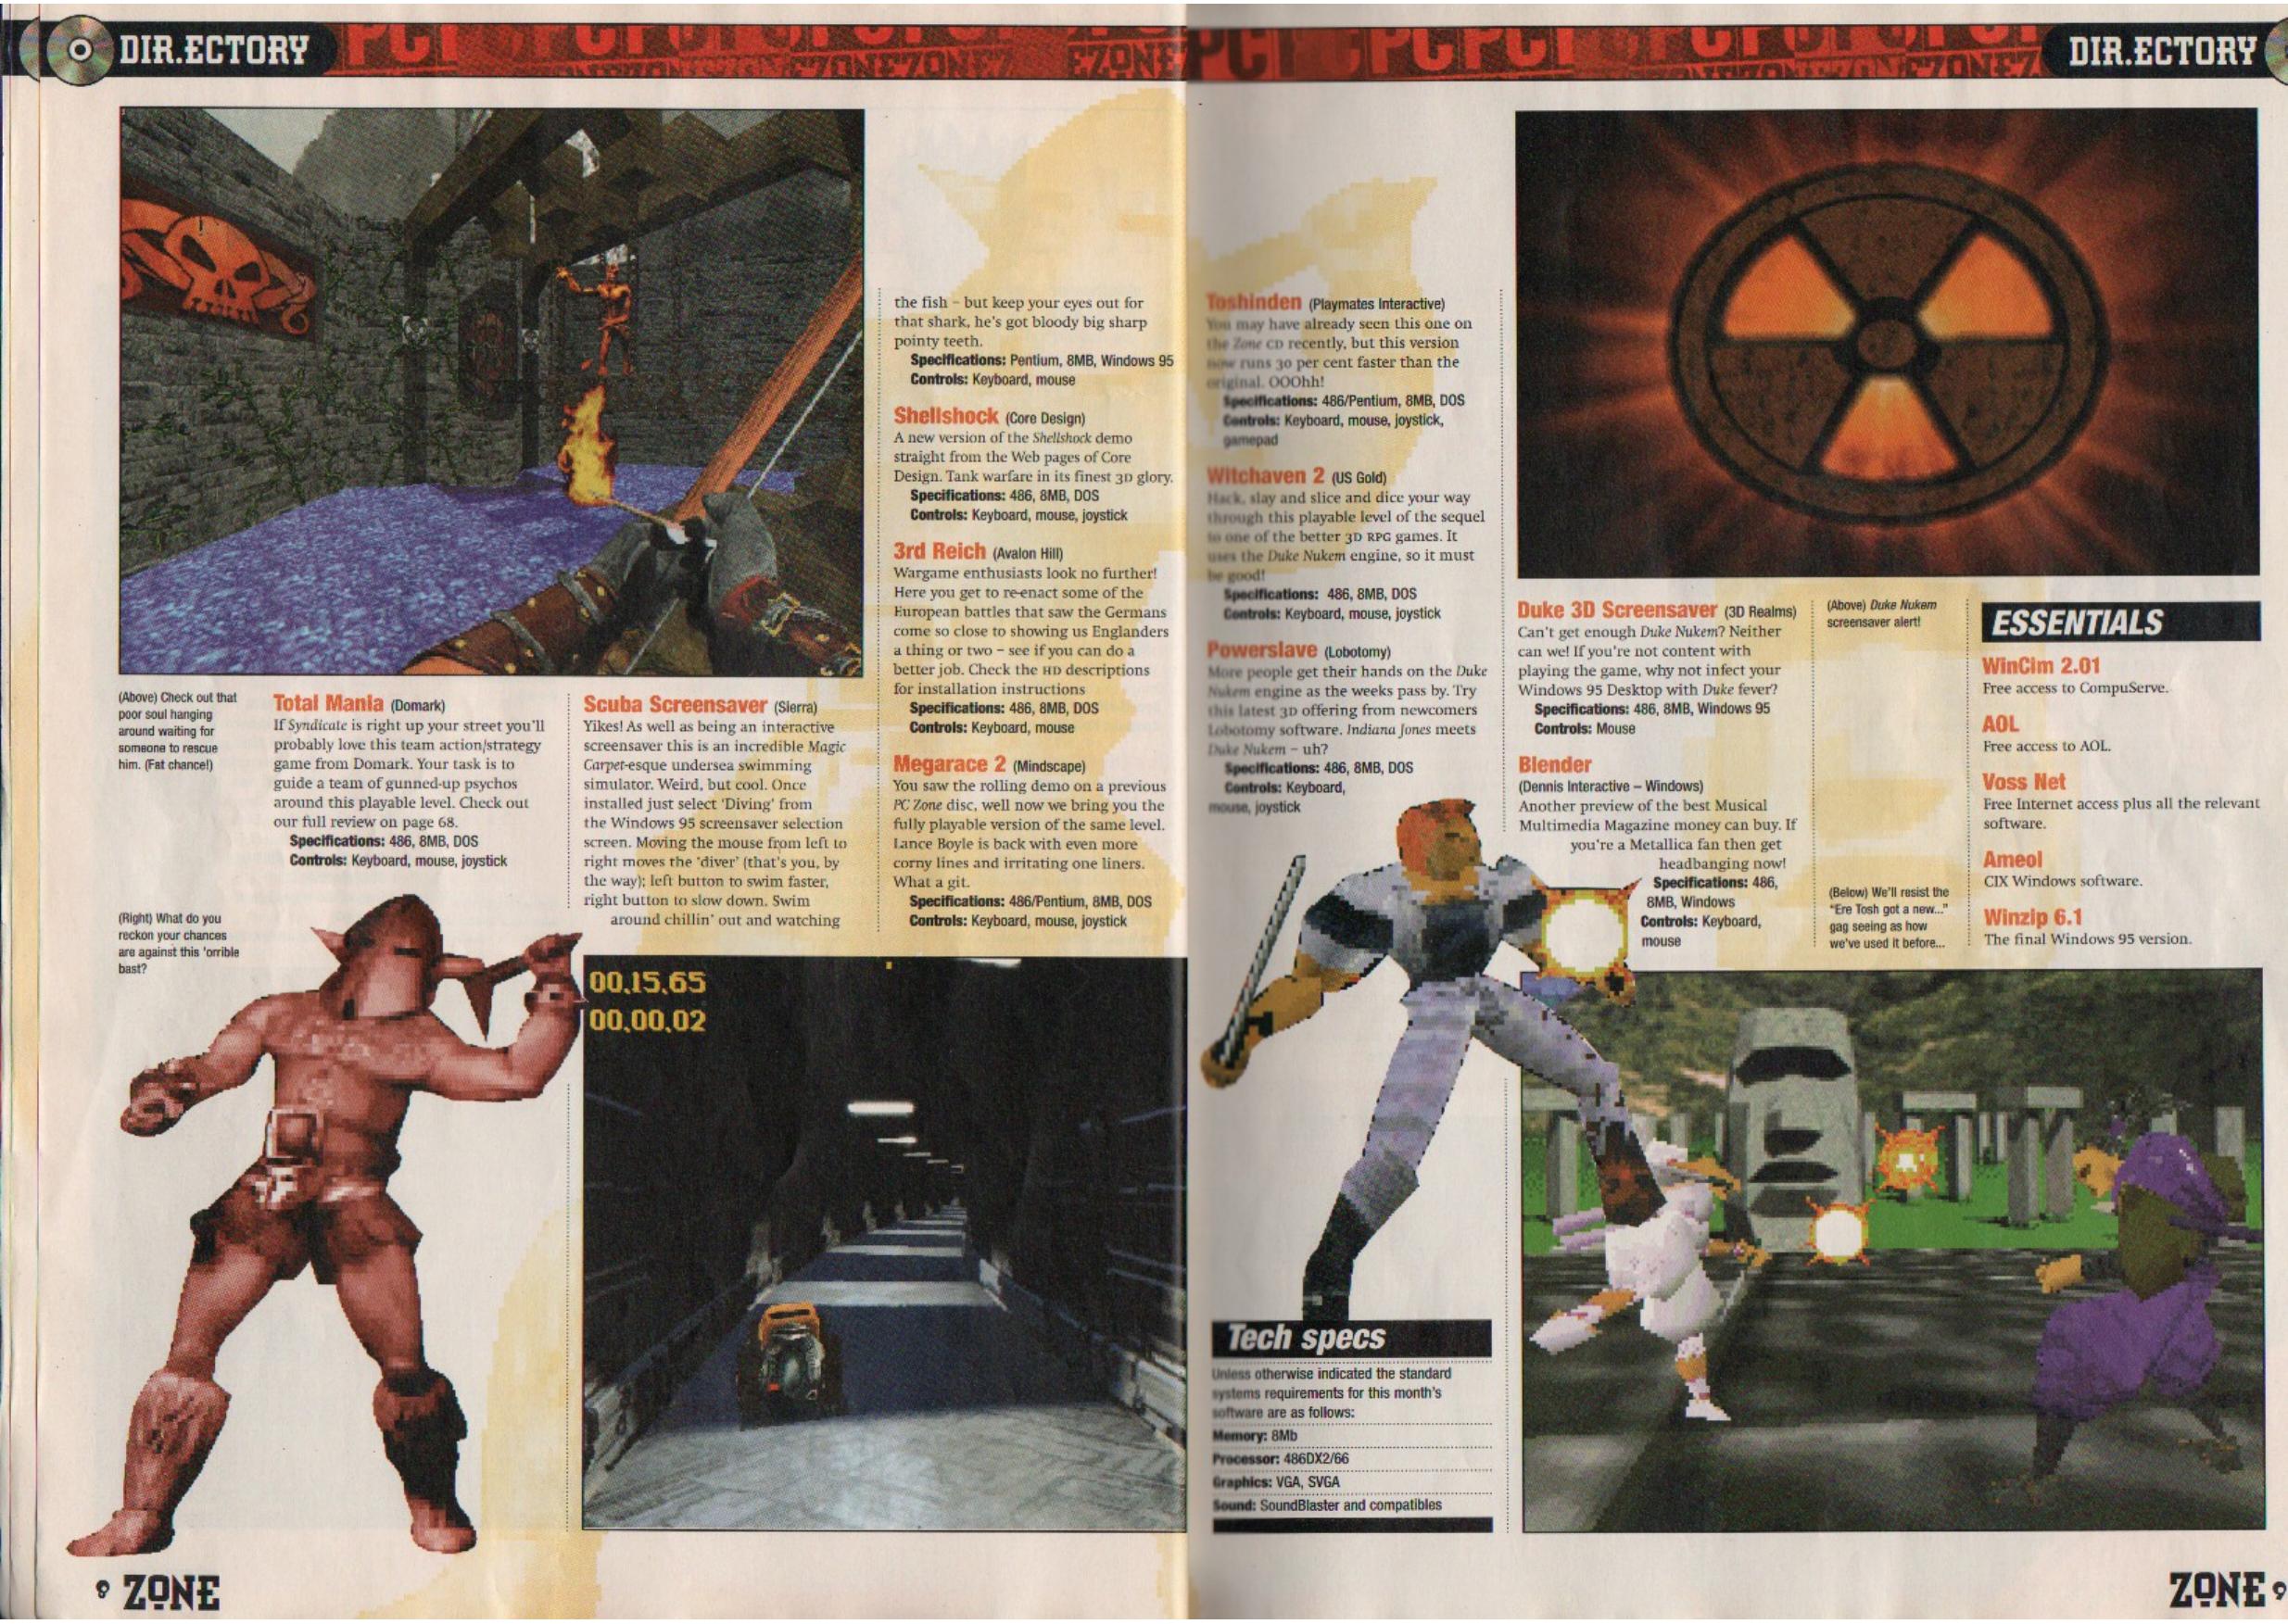 DIR.ECTORY
(Above) Check out that
poor soul hanging
around waiting for
someone to rescue
him. (Fat chance!)
Total Mania (Domark)
If Syndicate is right up your street you'll
probably love this team action/strategy
game from Domark. Your task is to
guide a team of gunned-up psychos
around this playable level. Check out
our full review on page 68.
Specifications: 486, 8MB, DOS
Controls: Keyboard, mouse, joystick
(Right) What do you
reckon your chances
are against this 'orrible
bast?
Scuba Screensaver (Sierra)
Yikes! As well as being an interactive
screensaver this is an incredible Magic
Carpet-esque undersea swimming
simulator. Weird, but cool. Once
installed just select 'Diving' from
the Windows 95 screensaver selection
screen. Moving the mouse from left to
right moves the 'diver' (that's you, by
the way); left button to swim faster,
right button to slow down. Swim
around chillin' out and watching
the fish – but keep your eyes out for
that shark, he's got bloody big sharp
pointy teeth.
Specifications: Pentium, 8MB, Windows 95
Controls: Keyboard, mouse
Shellshock (Core Design)
A new version of the Shellshock demo
straight from the Web pages of Core
Design. Tank warfare in its finest 3D glory.
Specifications: 486, 8MB, DOS
Controls: Keyboard, mouse, joystick
3rd Reich (Avalon Hill)
Wargame enthusiasts look no further!
Here you get to re-enact some of the
European battles that saw the Germans
come so close to showing us Englanders
a thing or two – see if you can do a
better job. Check the HD descriptions
for installation instructions
Specifications: 486, 8MB, DOS
Controls: Keyboard, mouse
Megarace 2 (Mindscape)
You saw the rolling demo on a previous
PC Zone disc, well now we bring you the
fully playable version of the same level.
Lance Boyle is back with even more
corny lines and irritating one liners.
What a git.
Specifications: 486/Pentium, 8MB, DOS
Controls: Keyboard, mouse, joystick
00.15.65
00.00.02
8 ZONE
DIR.ECTORY
Toshinden (Playmates Interactive)
You may have already seen this one on
the Zone CD recently, but this version
now runs 30 per cent faster than the
original. OOOhh!
Specifications: 486/Pentium, 8MB, DOS
Controls: Keyboard, mouse, joystick,
gamepad
Witchaven 2 (US Gold)
Hack, slay and slice and dice your way
through this playable level of the sequel
to one of the better 3D RPG games. It
uses the Duke Nukem engine, so it must
be good!
Specifications: 486, 8MB, DOS
Controls: Keyboard, mouse, joystick
Powerslave (Lobotomy)
More people get their hands on the Duke
Nukem engine as the weeks pass by. Try
this latest 3D offering from newcomers
Lobotomy software. Indiana Jones meets
Duke Nukem – uh?
Specifications: 486, 8MB, DOS
Controls: Keyboard,
mouse, joystick
Tech specs
Unless otherwise indicated the standard
systems requirements for this month's
software are as follows:
Memory: 8Mb
Processor: 486DX2/66
Graphics: VGA, SVGA
Sound: SoundBlaster and compatibles
Duke 3D Screensaver (3D Realms)
Can't get enough Duke Nukem? Neither
can we! If you're not content with
playing the game, why not infect your
Windows 95 Desktop with Duke fever?
Specifications: 486, 8MB, Windows 95
Controls: Mouse
Blender
(Dennis Interactive – Windows)
Another preview of the best Musical
Multimedia Magazine money can buy. If
you're a Metallica fan then get
headbanging now!
Specifications: 486,
8MB, Windows
Controls: Keyboard,
mouse
(Above) Duke Nukem
screensaver alert!
(Below) We'll resist the
"Ere Tosh got a new..."
gag seeing as how
we've used it before...
ESSENTIALS
WinCim 2.01
Free access to CompuServe.
AOL
Free access to AOL.
Voss Net
Free Internet access plus all the relevant
software.
Ameol
CIX Windows software.
Winzip 6.1
The final Windows 95 version.
ZONE 9